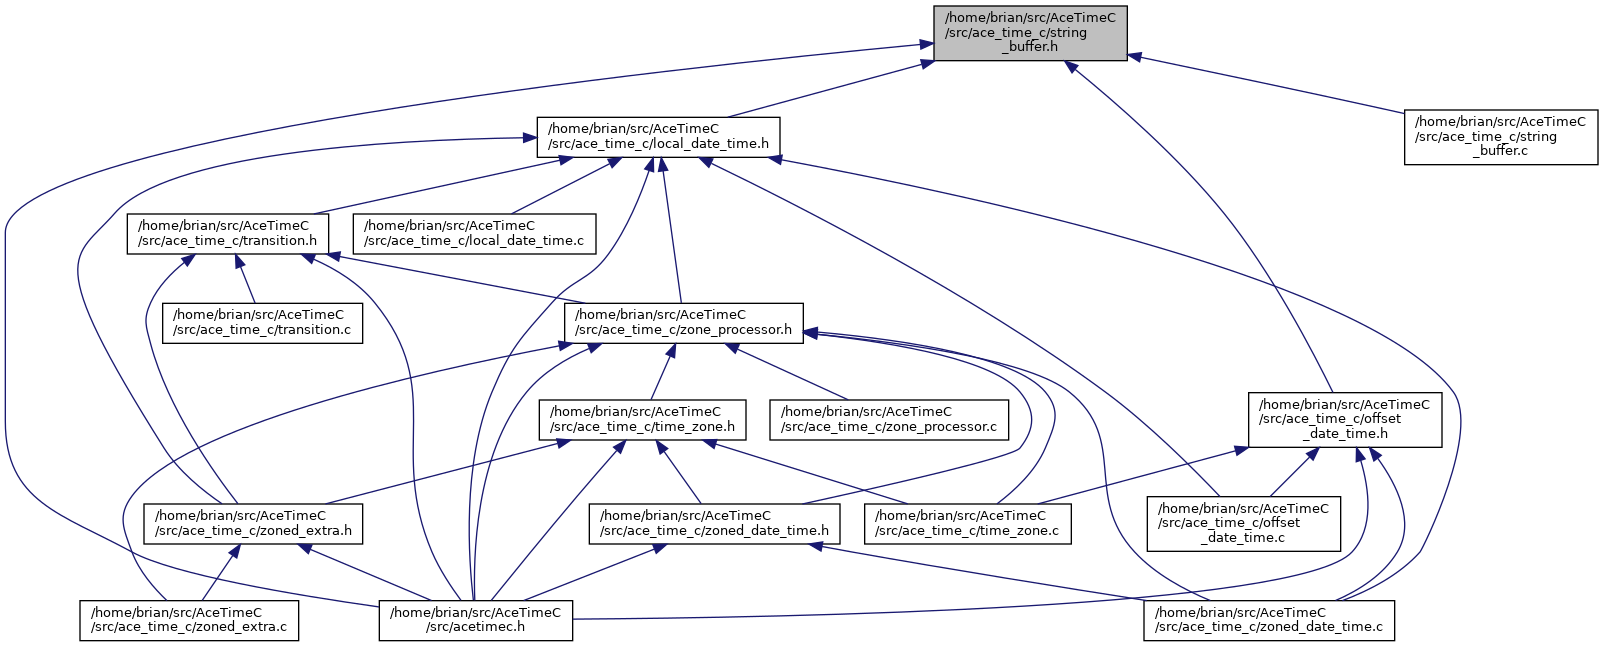 /home/brian/src/AceTimeC
/src/ace_time_c/string
_buffer.h
/home/brian/src/AceTimeC
/src/ace_time_c/local_date_time.h
/home/brian/src/AceTimeC
/src/ace_time_c/string
_buffer.c
/home/brian/src/AceTimeC
/src/ace_time_c/transition.h
/home/brian/src/AceTimeC
/src/ace_time_c/local_date_time.c
/home/brian/src/AceTimeC
/src/ace_time_c/transition.c
/home/brian/src/AceTimeC
/src/ace_time_c/zone_processor.h
/home/brian/src/AceTimeC
/src/ace_time_c/time_zone.h
/home/brian/src/AceTimeC
/src/ace_time_c/zone_processor.c
/home/brian/src/AceTimeC
/src/ace_time_c/offset
_date_time.h
/home/brian/src/AceTimeC
/src/ace_time_c/zoned_extra.h
/home/brian/src/AceTimeC
/src/ace_time_c/zoned_date_time.h
/home/brian/src/AceTimeC
/src/ace_time_c/time_zone.c
/home/brian/src/AceTimeC
/src/ace_time_c/offset
_date_time.c
/home/brian/src/AceTimeC
/src/ace_time_c/zoned_extra.c
/home/brian/src/AceTimeC
/src/acetimec.h
/home/brian/src/AceTimeC
/src/ace_time_c/zoned_date_time.c